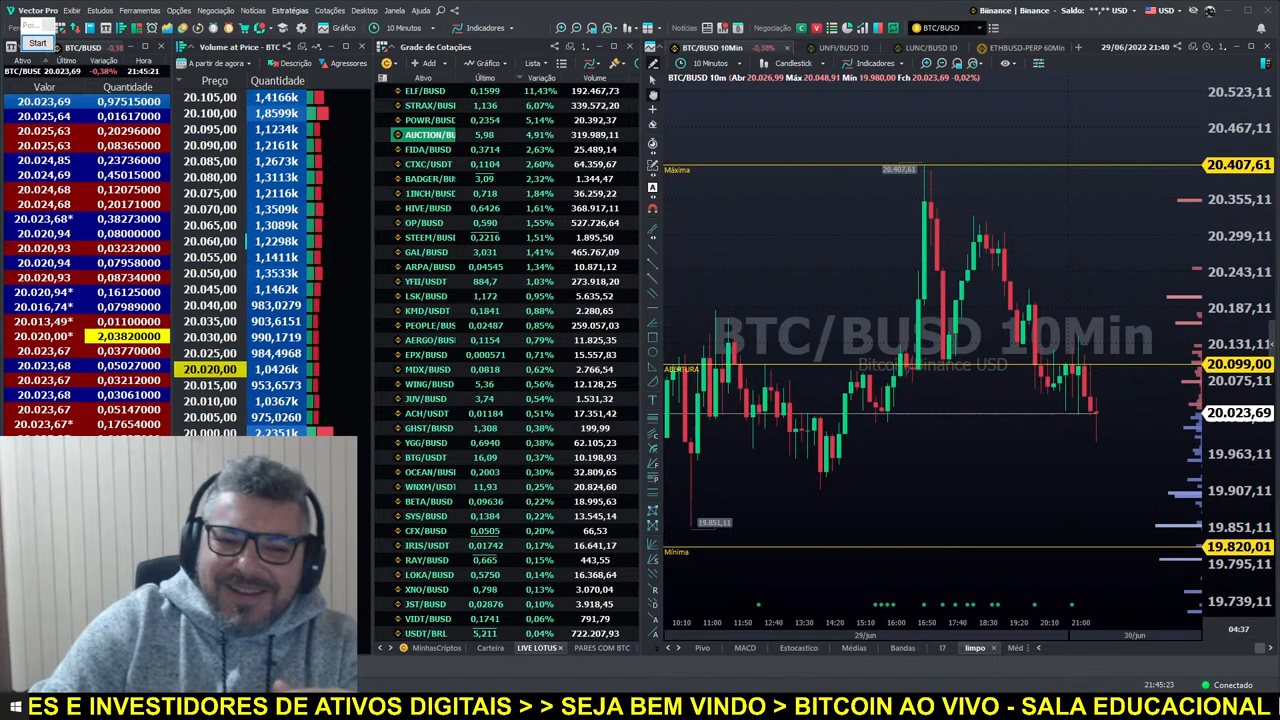 Vector Pro Exibir Estudos Ferramentas Opções Negociação Notícias Estratégias Cotações Desktop Janela Ajuda
Biinance | Binance - Saldo: **,** USD USD
Start
Gráfico 10 Minutos Indicadores Notícias Negociação BTC/BUSD
BTC/BUSD -0,38
Ativo Último Variação Hora
BTC/BUSD 20.023,69 -0,38% 21:45:21
Valor Quantidade
20.023,69 0,97515000
20.025,64 0,01617000
20.025,63 0,20296000
20.025,63 0,08365000
20.024,85 0,23736000
20.024,69 0,45015000
20.024,68 0,12075000
20.024,68 0,20171000
20.023,68* 0,38273000
20.020,94 0,08000000
20.020,93 0,03232000
20.020,94 0,07958000
20.020,93 0,08734000
20.020,94* 0,16125000
20.016,74* 0,07989000
20.013,49* 0,01100000
20.020,00* 2,03820000
20.023,67 0,03770000
20.023,68 0,05027000
20.023,67 0,03212000
20.023,68 0,03061000
20.023,67 0,05147000
20.023,67* 0,17654000
Volume at Price - BTC
A partir de agora Descrição Agressores
Preço Quantidade
20.105,00 1,4166k
20.100,00 1,8599k
20.095,00 1,1234k
20.090,00 1,2161k
20.085,00 1,2673k
20.080,00 1,3113k
20.075,00 1,2116k
20.070,00 1,3509k
20.065,00 1,3089k
20.060,00 1,2298k
20.055,00 1,1411k
20.050,00 1,3533k
20.045,00 1,1462k
20.040,00 983,0279
20.035,00 903,6151
20.030,00 990,1719
20.025,00 984,4968
20.020,00 1,0426k
20.015,00 953,6573
20.010,00 1,0367k
20.005,00 975,0260
20.000,00 2,2351k
Grade de Cotações
Add Gráfico Lista
Ativo Último Variação Volume
ELF/BUSD 0,1599 11,43% 192.467,73
STRAX/BUSI 1,136 6,07% 339.572,20
POWR/BUSD 0,2354 5,14% 20.392,37
AUCTION/BU 5,98 4,91% 319.989,11
FIDA/BUSD 0,3714 2,63% 25.489,14
CTXC/USDT 0,1104 2,60% 64.359,67
BADGER/BUSD 3,09 2,32% 1.344,47
1INCH/BUSD 0,718 1,84% 36.259,22
HIVE/BUSD 0,6426 1,61% 368.917,11
OP/BUSD 0,590 1,55% 527.726,64
STEEM/BUSD 0,2216 1,51% 1.895,50
GAL/BUSD 3,031 1,41% 465.767,09
ARPA/BUSD 0,04545 1,34% 10.871,12
YFII/USDT 884,7 1,03% 273.918,20
LSK/BUSD 1,172 0,95% 5.635,52
KMD/USDT 0,1841 0,88% 2.280,65
PEOPLE/BUSD 0,02487 0,85% 259.057,03
AERGO/BUSD 0,1154 0,79% 11.825,35
EPX/BUSD 0,000571 0,71% 15.557,83
MDX/BUSD 0,0818 0,62% 2.766,54
WING/BUSD 5,36 0,56% 12.128,25
JUV/BUSD 3,74 0,54% 1.531,32
ACH/USDT 0,01184 0,51% 17.351,42
GHST/BUSD 1,308 0,38% 199,99
YGG/BUSD 0,6940 0,38% 62.105,23
BTG/USDT 16,09 0,38% 10.198,93
OCEAN/BUSI 0,2003 0,30% 32.809,65
WNXM/USDT 11,93 0,25% 20.824,60
BETA/BUSD 0,09636 0,22% 18.995,63
SYS/BUSD 0,1384 0,22% 13.545,14
CFX/BUSD 0,0505 0,20% 66,53
IRIS/USDT 0,01742 0,17% 16.641,17
RAY/BUSD 0,665 0,15% 443,55
LOKA/BUSD 0,5750 0,14% 16.368,64
XNO/BUSD 0,798 0,13% 3.070,04
JST/BUSD 0,02876 0,10% 3.918,45
VIDT/BUSD 0,1741 0,06% 791,79
USDT/BRL 5,211 0,04% 722.207,93
MinhasCriptos Carteira LIVE LOTUS PARES COM BTC
BTC/BUSD 10Min -0,38% UNFI/BUSD 1D LUNC/BUSD 1D ETHBUSD-PERP 60Min 29/06/2022 21:40
10 Minutos Candlestick Indicadores
BTC/BUSD 10m (Abr 20.026,99 Máx 20.048,91 Mín 19.980,00 Fch 20.023,69 -0,02%)
BTC/BUSD 10Min
Bitcoin/Binance USD
Máxima
20.407,61
ABERTURA
19.851,11
Mínima
20.523,11
20.467,11
20.407,61
20.355,11
20.299,11
20.243,11
20.187,11
20.131,11
20.099,00
20.075,11
20.023,69
19.963,11
19.907,11
19.851,11
19.820,01
19.795,11
19.739,11
10:10 11:00 11:50 12:40 13:30 14:20 15:10 16:00 16:50 17:40 18:30 19:20 20:10 21:00
29/jun 30/jun
04:37
Pivo MACD Estocastico Médias Bandas 17 limpo Méd
21:45:23 Conectado
ES E INVESTIDORES DE ATIVOS DIGITAIS > > SEJA BEM VINDO > BITCOIN AO VIVO - SALA EDUCACIONAL